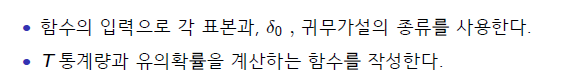 • 함수의 입력으로 각 표본과, δ₀ , 귀무가설의 종류를 사용한다.
• T 통계량과 유의확률을 계산하는 함수를 작성한다.